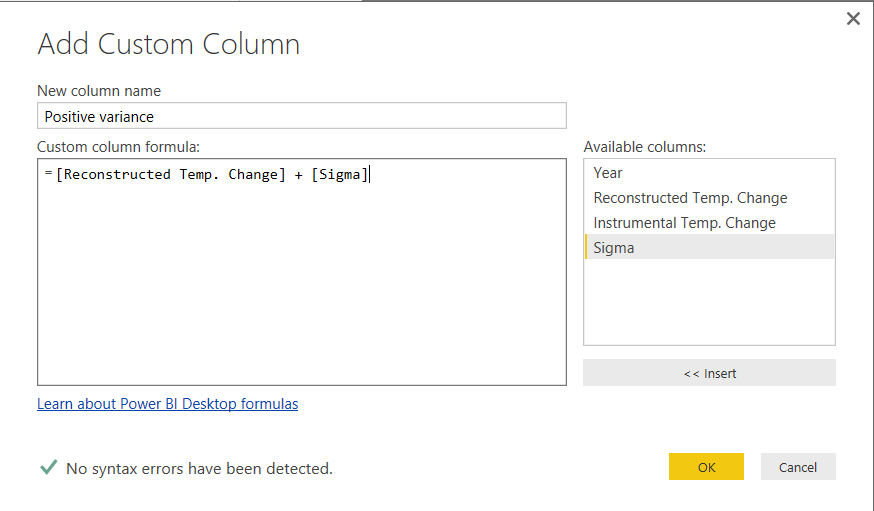 Add Custom Column
New column name
Positive variance
Custom column formula:
= [Reconstructed Temp. Change] + [Sigma]
Available columns:
Year
Reconstructed Temp. Change
Instrumental Temp. Change
Sigma
<< Insert
Learn about Power BI Desktop formulas
No syntax errors have been detected.
OK
Cancel